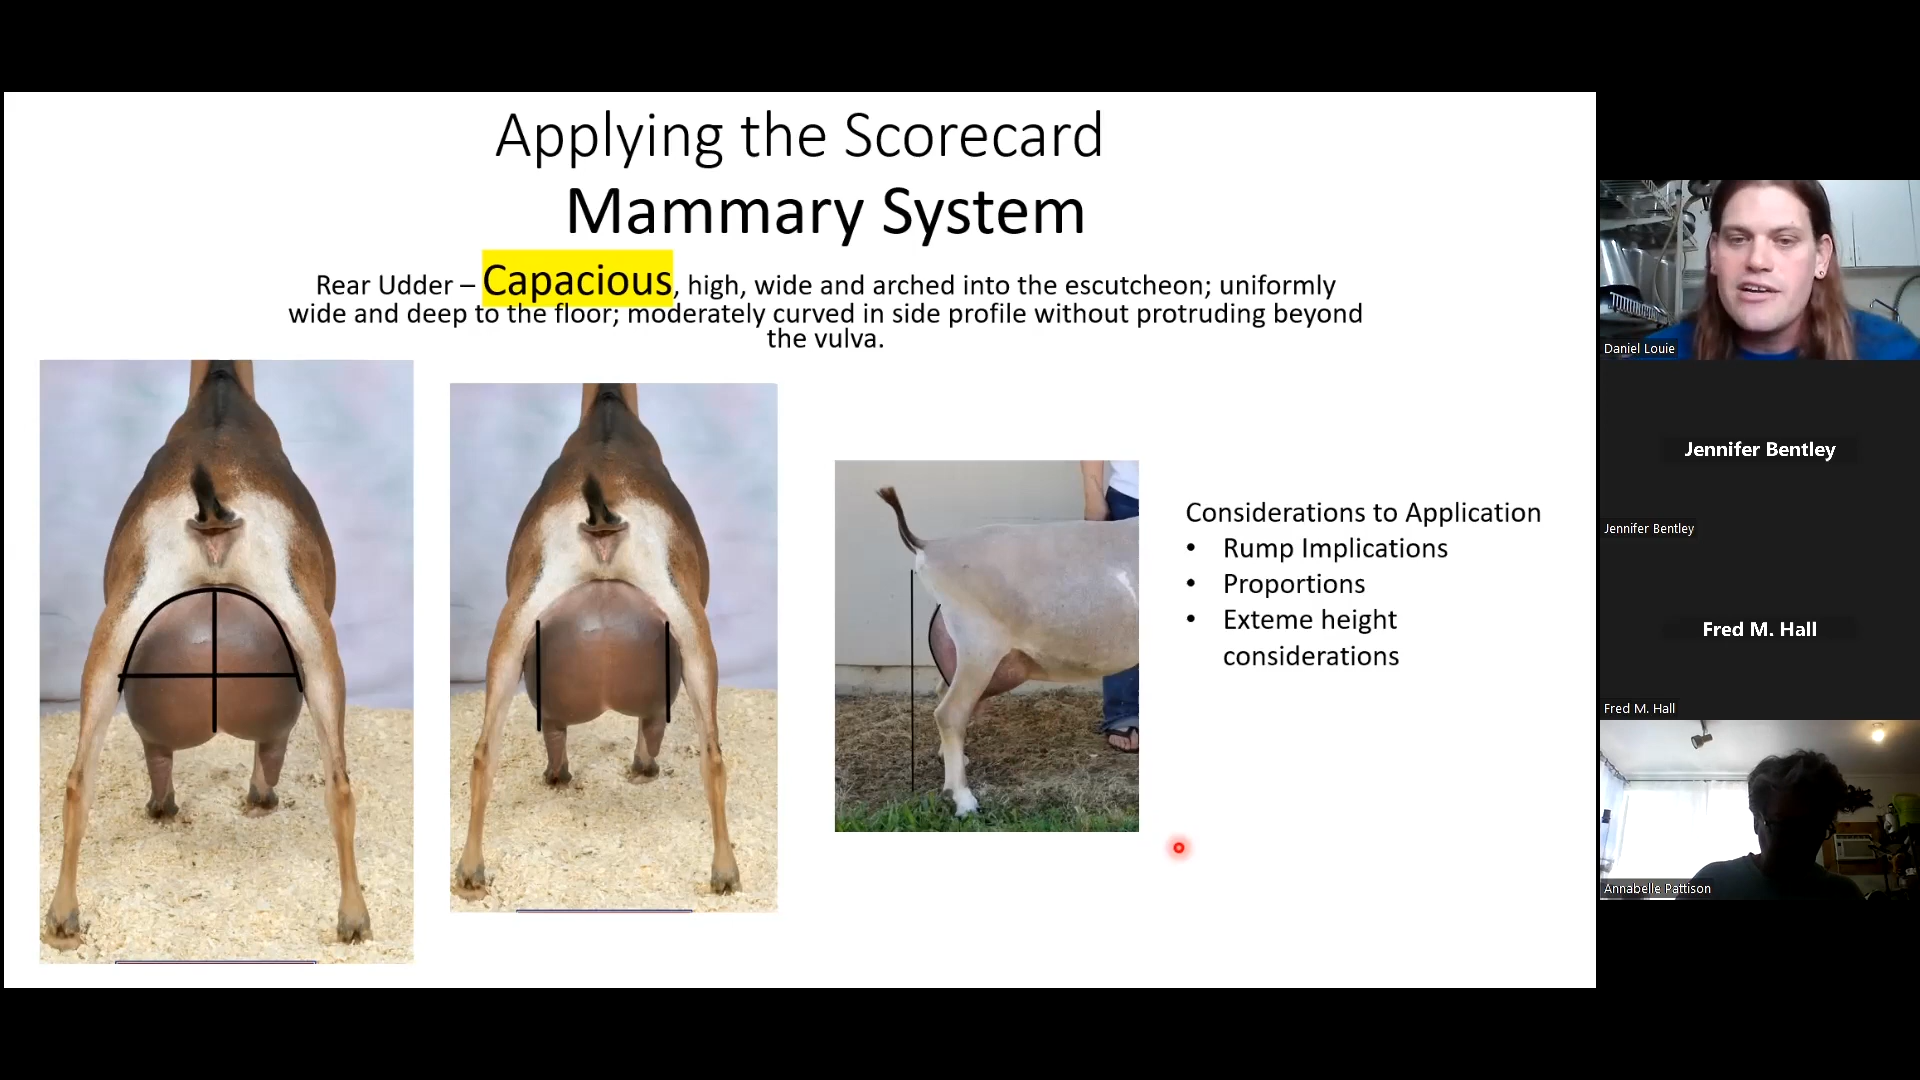 Applying the Scorecard
Mammary System
Rear Udder – Capacious, high, wide and arched into the escutcheon; uniformly
wide and deep to the floor; moderately curved in side profile without protruding beyond
the vulva.
Considerations to Application
• Rump Implications
• Proportions
• Exteme height
considerations
Daniel Louie
Jennifer Bentley
Jennifer Bentley
Fred M. Hall
Fred M. Hall
Annabelle Pattison